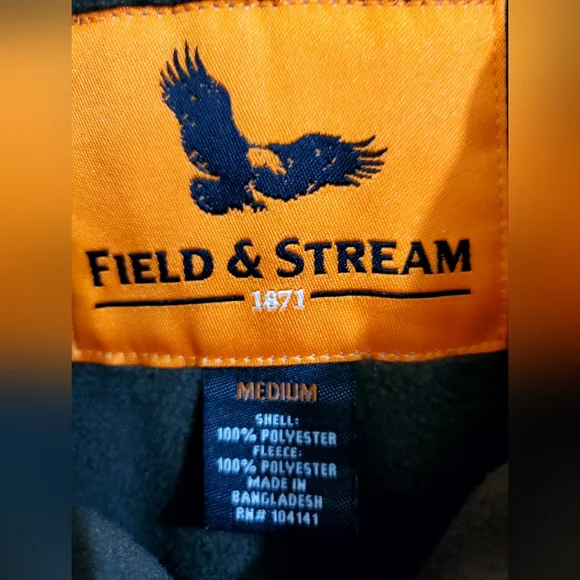 FIELD & STREAM
1871
MEDIUM
SHELL:
100% POLYESTER
FLEECE:
100% POLYESTER
MADE IN
BANGLADESH
RN# 104141